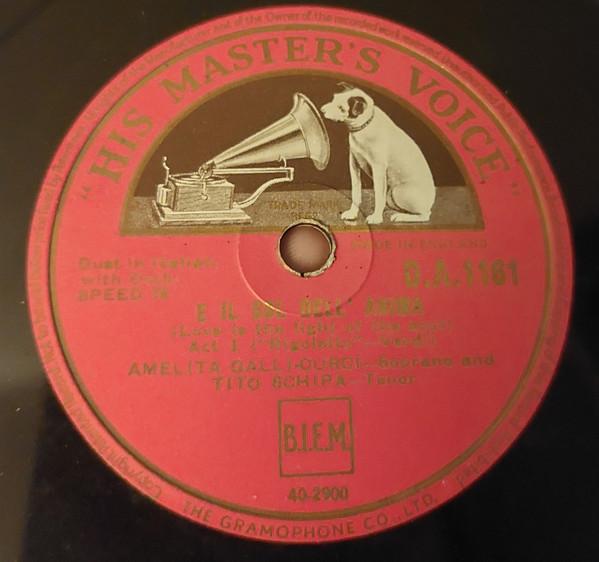 "HIS MASTER'S VOICE"
TRADE MARK
REGD
MADE IN ENGLAND
Duet in Italian
with Orch
SPEED 78
D.A.1161
E IL SOL DELL' ANIMA
(Love is the light of the soul)
Act 1 ("Rigoletto"—Verdi)
AMELITA GALLI-CURCI—Soprano and
TITO SCHIPA—Tenor
B.I.E.M.
40-2900
THE GRAMOPHONE CO., LTD.